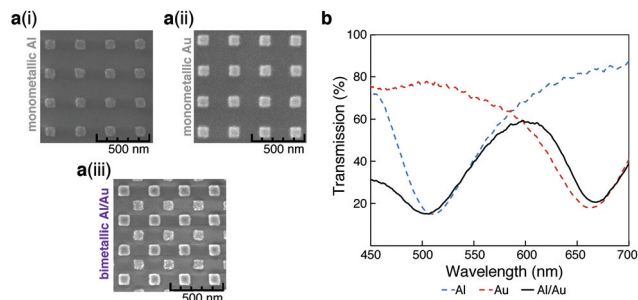 a(i)
monometallic Al
500 nm
a(ii)
monometallic Au
500 nm
a(iii)
bimetallic Al/Au
500 nm
b
Transmission (%)
100
80
60
40
20
0
450 500 550 600 650 700
Wavelength (nm)
Al Au Al/Au